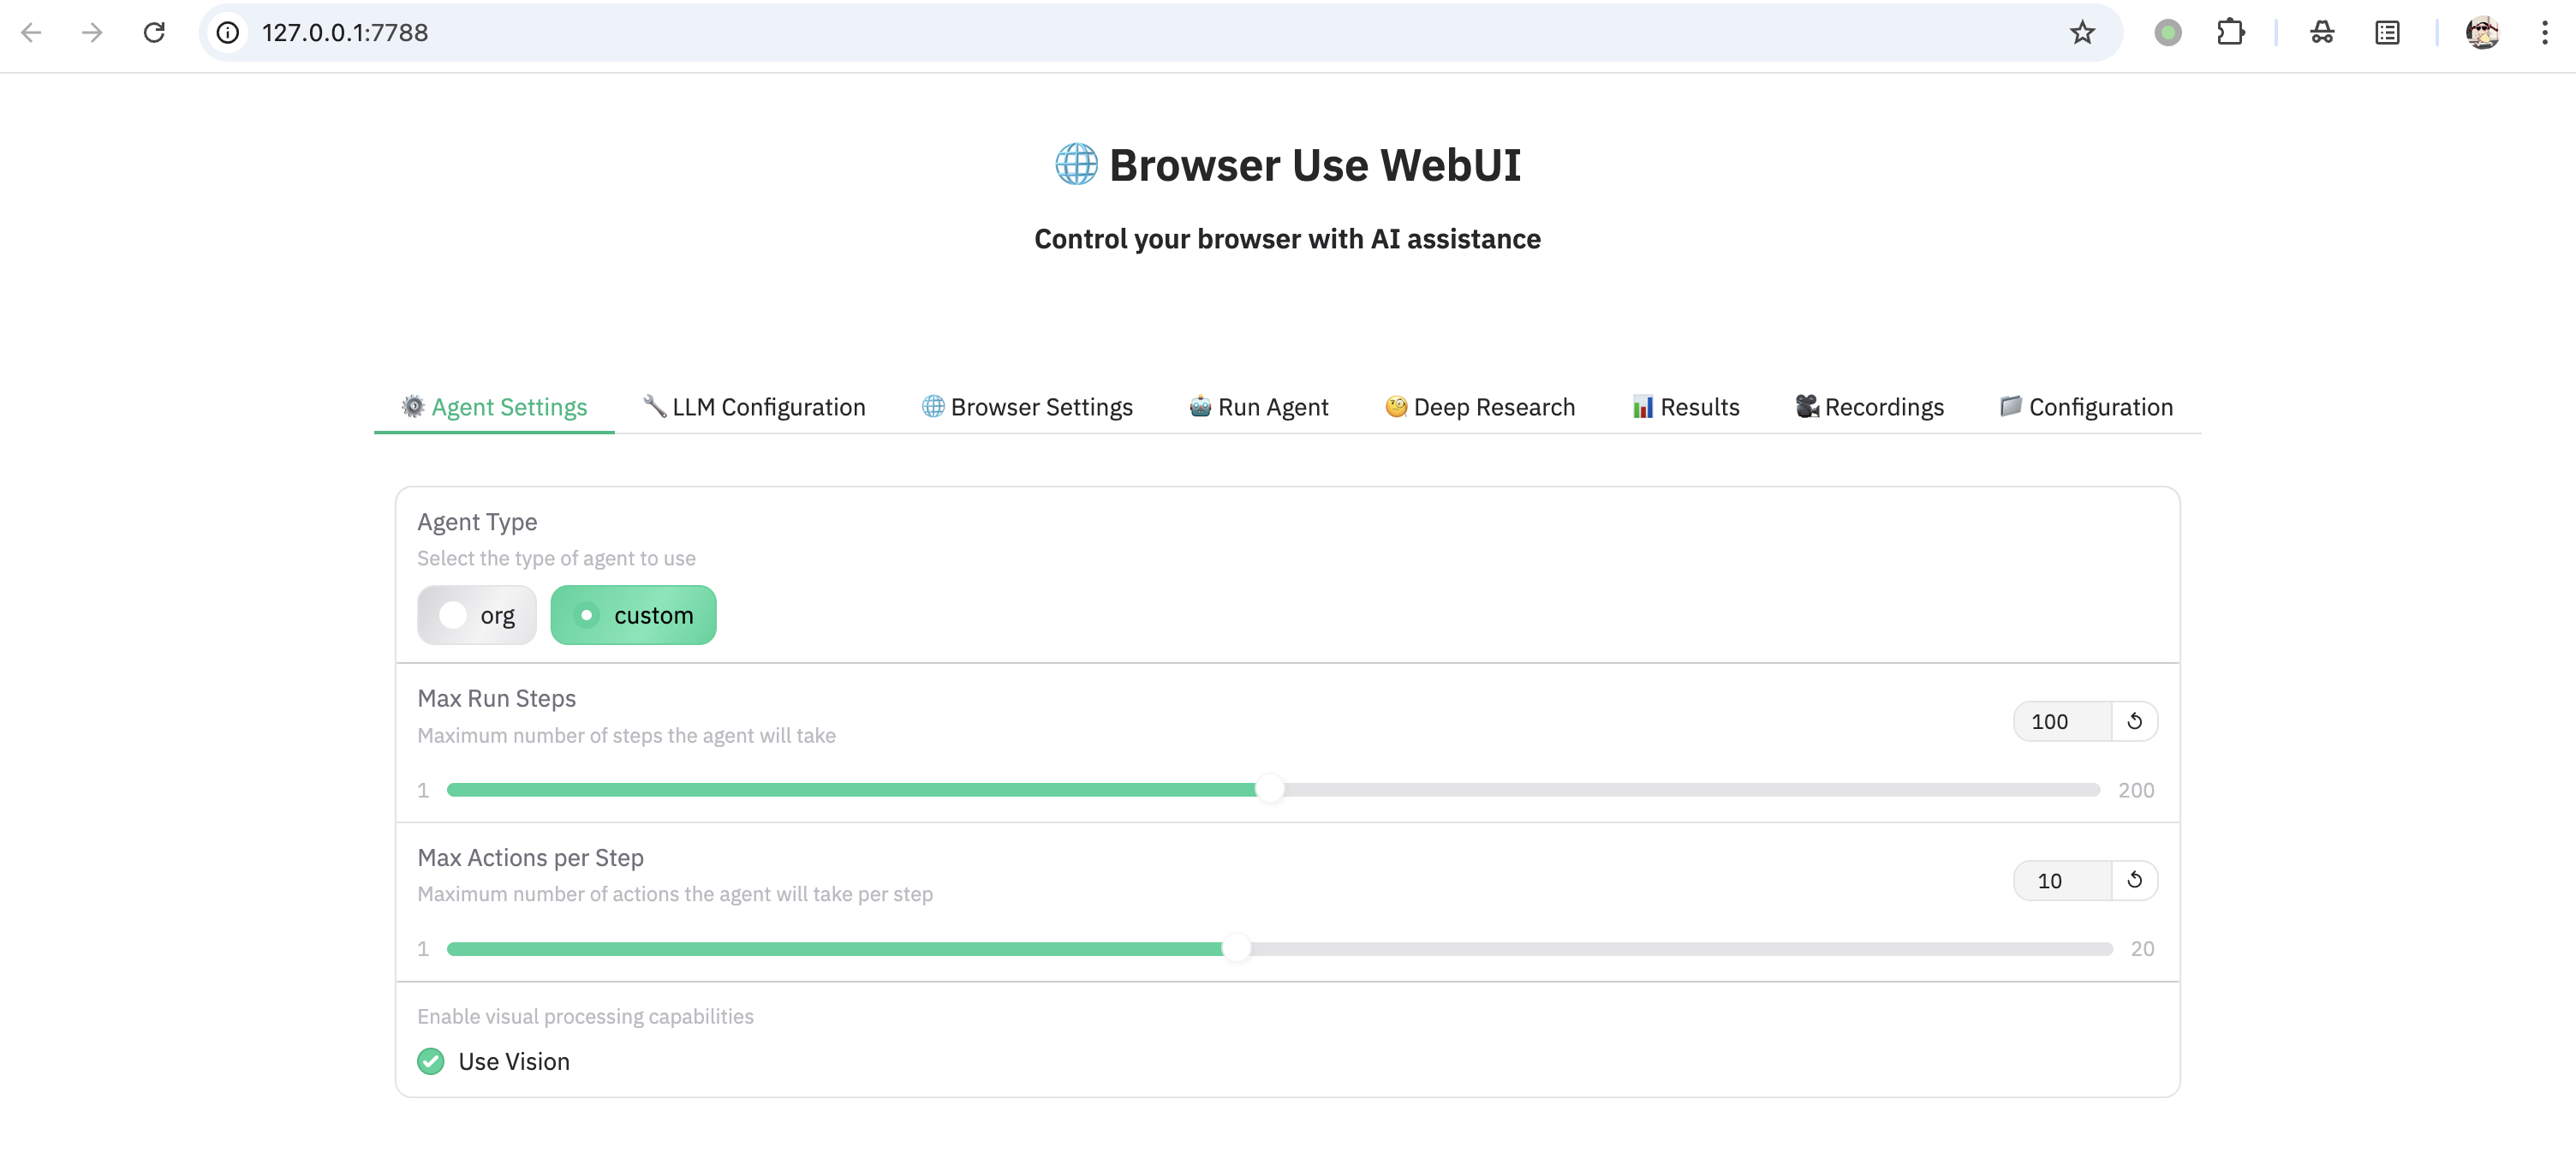 127.0.0.1:7788
Browser Use WebUI
Control your browser with AI assistance
Agent Settings LLM Configuration Browser Settings Run Agent Deep Research Results Recordings Configuration
Agent Type
Select the type of agent to use
org custom
Max Run Steps
100
Maximum number of steps the agent will take
1 200
Max Actions per Step
10
Maximum number of actions the agent will take per step
1 20
Enable visual processing capabilities
Use Vision